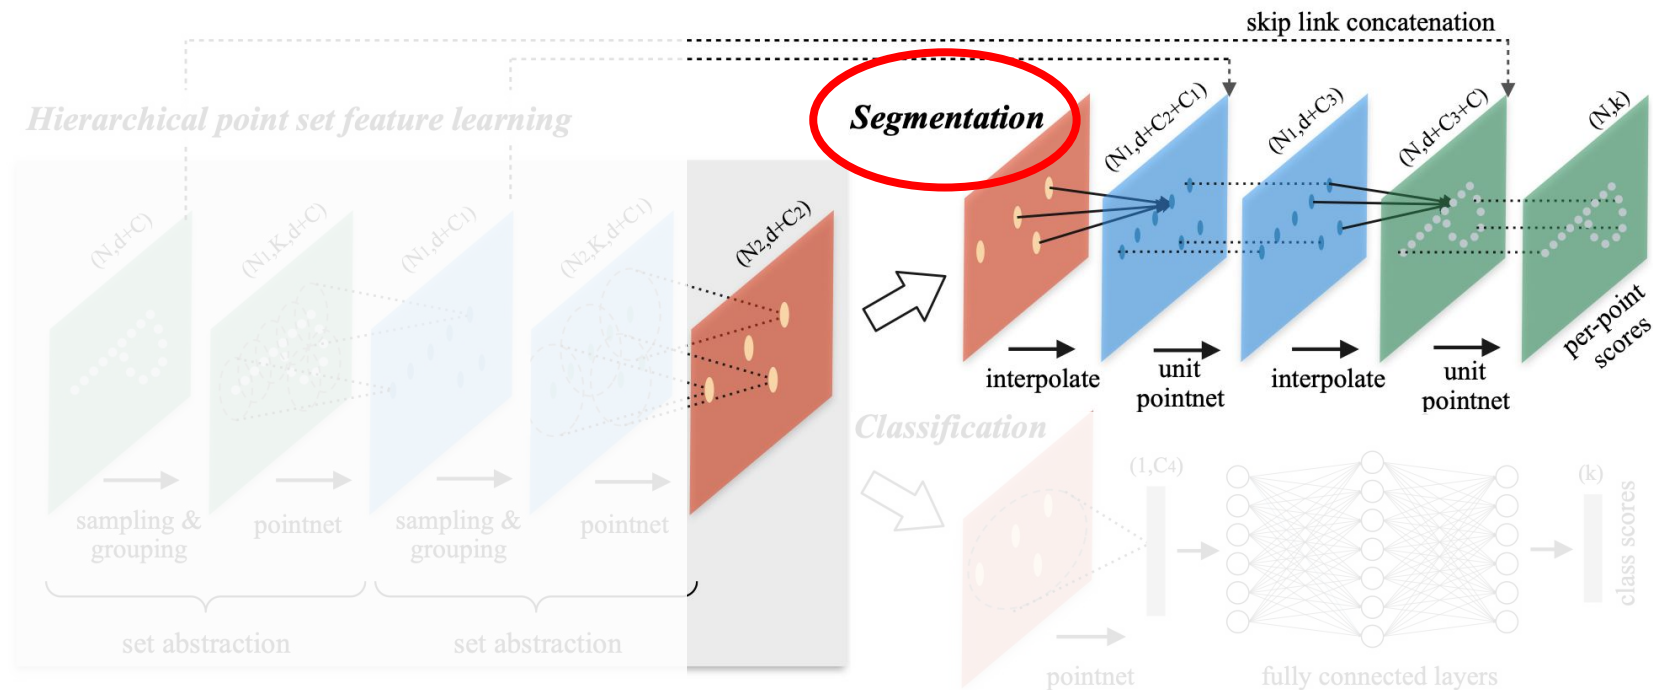 skip link concatenation
Hierarchical point set feature learning
Segmentation
(N,d+C)
(N1,K,d+C)
(N1,d+C1)
(N2,K,d+C1)
(N2,d+C2)
(N1,d+C2+C1)
(N1,d+C3)
(N,d+C3+C)
(N,k)
per-point
scores
interpolate
unit
pointnet
interpolate
unit
pointnet
Classification
(1,C4)
(k)
class scores
sampling &
grouping
pointnet
sampling &
grouping
pointnet
set abstraction
set abstraction
pointnet
fully connected layers